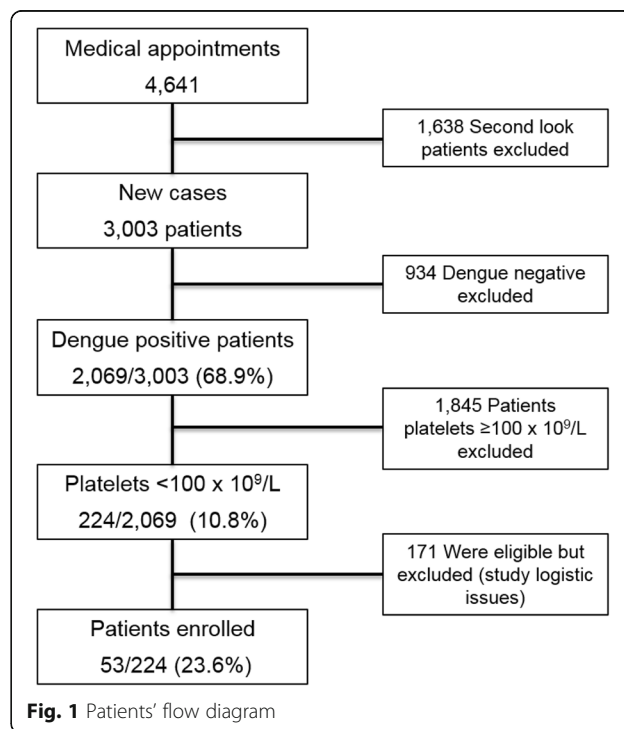 Medical appointments
4,641
1,638 Second look
patients excluded
New cases
3,003 patients
934 Dengue negative
excluded
Dengue positive patients
2,069/3,003 (68.9%)
1,845 Patients
platelets ≥100 x 10⁹/L
excluded
Platelets <100 x 10⁹/L
224/2,069 (10.8%)
171 Were eligible but
excluded (study logistic
issues)
Patients enrolled
53/224 (23.6%)
Fig. 1 Patients' flow diagram